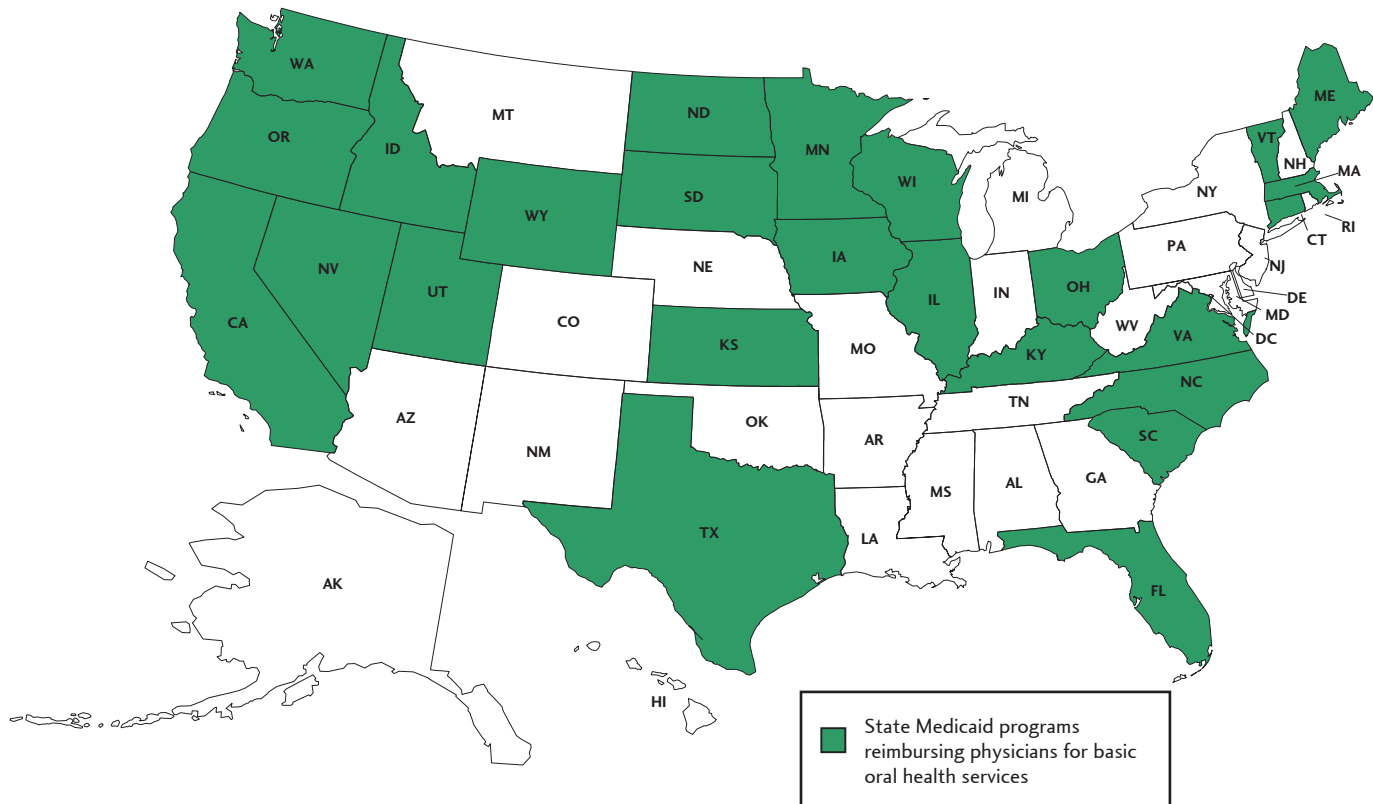 WA
MT
ND
ME
OR
ID
MN
VT
NH
MA
WI
SD
WY
MI
NY
RI
CT
PA
NV
UT
NE
IA
NJ
IL
IN
OH
DE
MD
CA
CO
WV
DC
KS
MO
KY
VA
NC
AZ
NM
OK
TN
AR
SC
MS
AL
GA
TX
LA
AK
FL
HI
State Medicaid programs
reimbursing physicians for basic
oral health services